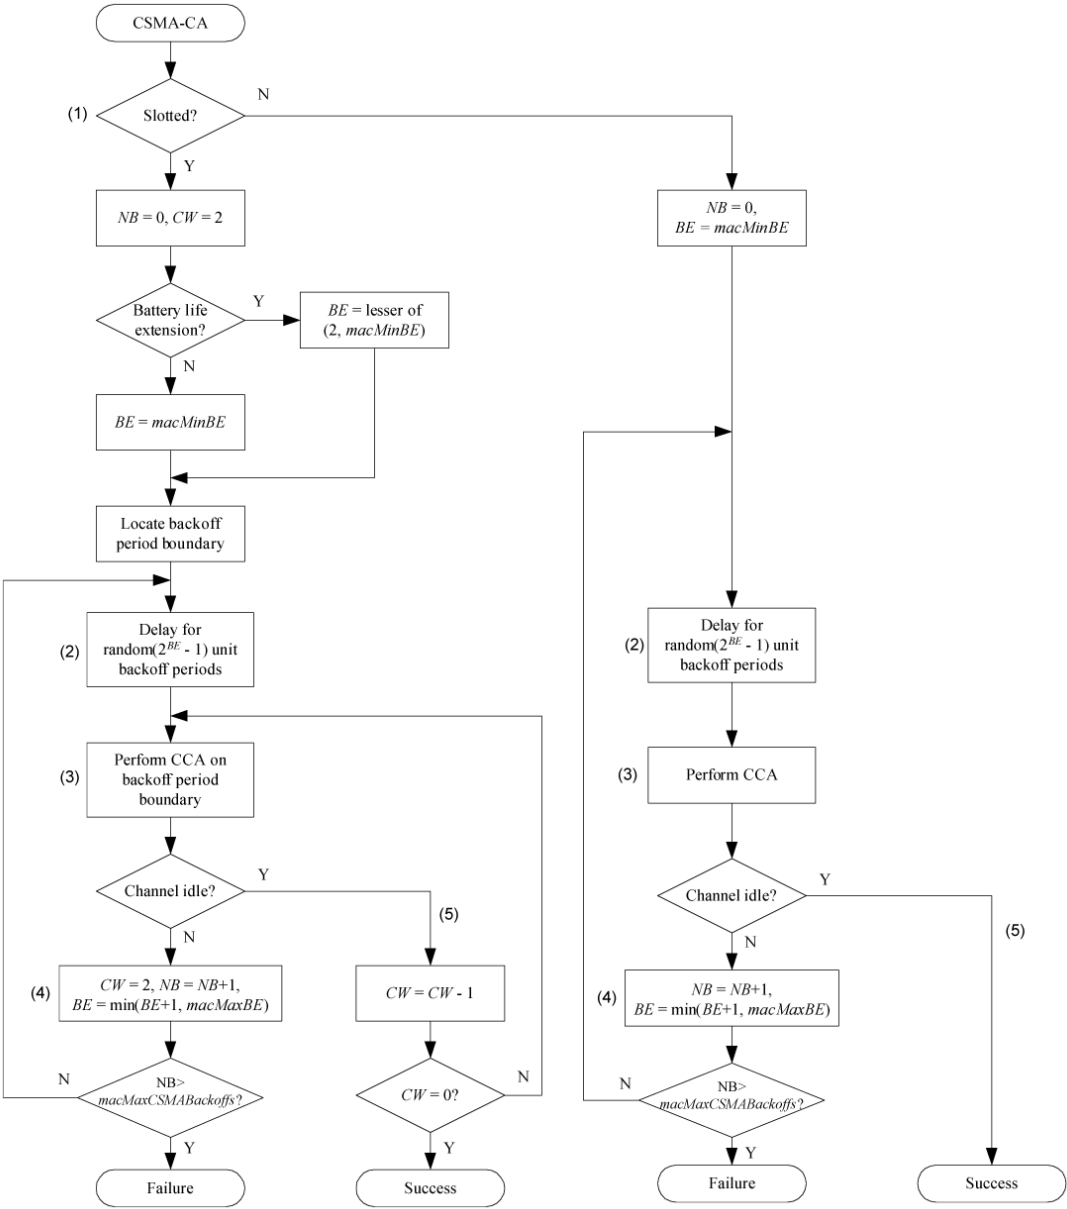 CSMA-CA
(1)
Slotted?
N
Y
NB = 0, CW = 2
Battery life
extension?
Y
BE = lesser of
(2, macMinBE)
N
BE = macMinBE
Locate backoff
period boundary
(2)
Delay for
random(2^BE - 1) unit
backoff periods
(3)
Perform CCA on
backoff period
boundary
Channel idle?
Y
(5)
N
(4)
CW = 2, NB = NB+1,
BE = min(BE+1, macMaxBE)
CW = CW - 1
N
NB>
macMaxCSMABackoffs?
CW = 0?
N
Y
Y
Failure
Success
NB = 0,
BE = macMinBE
(2)
Delay for
random(2^BE - 1) unit
backoff periods
(3)
Perform CCA
Channel idle?
Y
(5)
N
(4)
NB = NB+1,
BE = min(BE+1, macMaxBE)
N
NB>
macMaxCSMABackoffs?
Y
Failure
Success